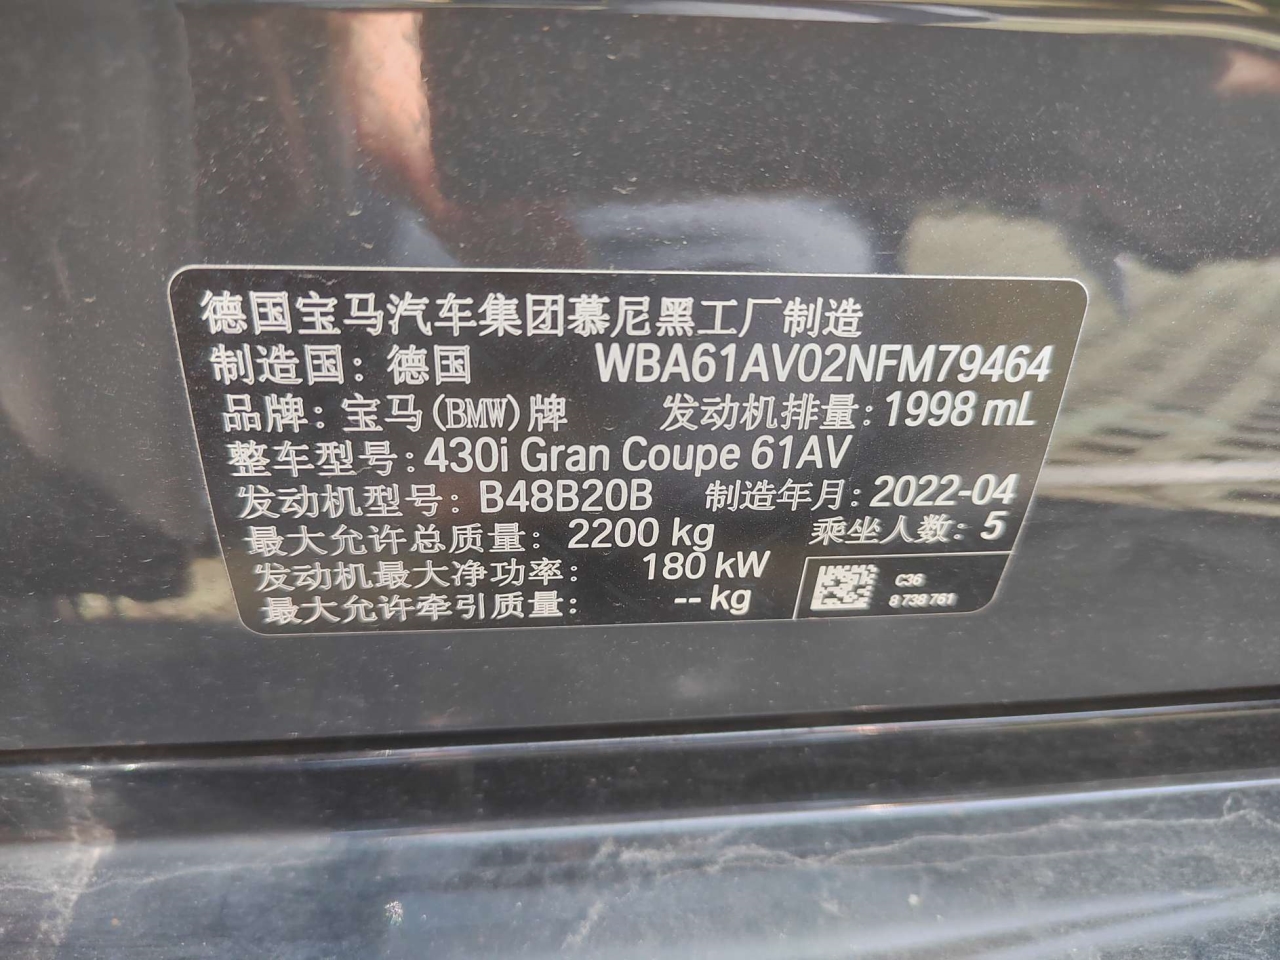 德国宝马汽车集团慕尼黑工厂制造
制造国：德国 WBA61AV02NFM79464
品牌：宝马(BMW)牌 发动机排量：1998 mL
整车型号：430i Gran Coupe 61AV
发动机型号：B48B20B 制造年月：2022-04
最大允许总质量：2200 kg 乘坐人数：5
发动机最大净功率：180 kW
最大允许牵引质量：-- kg
C36
8 738 761